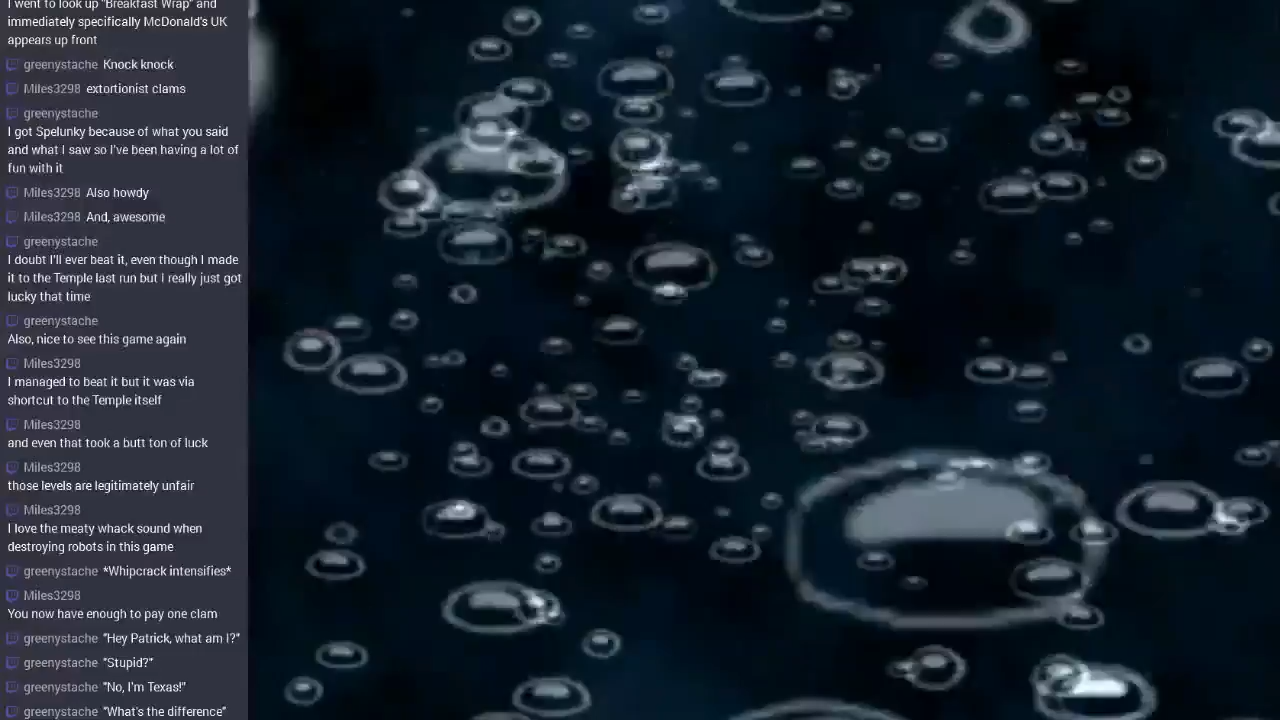 I went to look up "Breakfast Wrap" and
immediately specifically McDonald's UK
appears up front
greenystache Knock knock
Miles3298 extortionist clams
greenystache
I got Spelunky because of what you said
and what I saw so I've been having a lot of
fun with it
Miles3298 Also howdy
Miles3298 And, awesome
greenystache
I doubt I'll ever beat it, even though I made
it to the Temple last run but I really just got
lucky that time
greenystache
Also, nice to see this game again
Miles3298
I managed to beat it but it was via
shortcut to the Temple itself
Miles3298
and even that took a butt ton of luck
Miles3298
those levels are legitimately unfair
Miles3298
I love the meaty whack sound when
destroying robots in this game
greenystache *Whipcrack intensifies*
Miles3298
You now have enough to pay one clam
greenystache "Hey Patrick, what am I?"
greenystache "Stupid?"
greenystache "No, I'm Texas!"
greenystache "What's the difference"